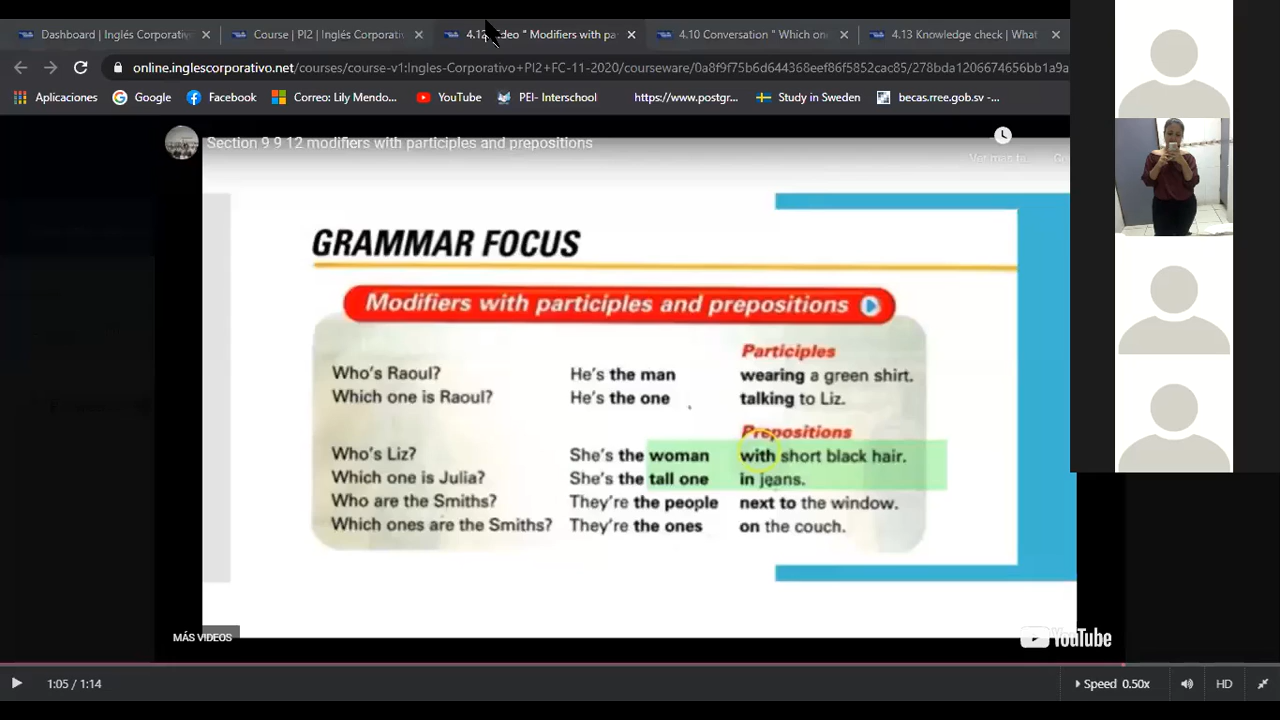 Dashboard | Inglés Corporativ
Course | PI2 | Inglés Corporativ
4.12 Video " Modifiers with pa
4.10 Conversation " Which on
4.13 Knowledge check | What
online.inglescorporativo.net/courses/course-v1:Ingles-Corporativo+PI2+FC-11-2020/courseware/0a8f9f75b6d644368eef86f5852cac85/278bda1206674656bb1a9a
Aplicaciones
Google
Facebook
Correo: Lily Mendo...
YouTube
PEI- Interschool
https://www.postgr...
Study in Sweden
becas.rree.gob.sv -...
Section 9 9 12 modifiers with participles and prepositions
Ver más ta...
GRAMMAR FOCUS
Modifiers with participles and prepositions
Participles
Who's Raoul? He's the man wearing a green shirt.
Which one is Raoul? He's the one talking to Liz.
Prepositions
Who's Liz? She's the woman with short black hair.
Which one is Julia? She's the tall one in jeans.
Who are the Smiths? They're the people next to the window.
Which ones are the Smiths? They're the ones on the couch.
MÁS VIDEOS
YouTube
1:05 / 1:14
Speed 0.50x
HD